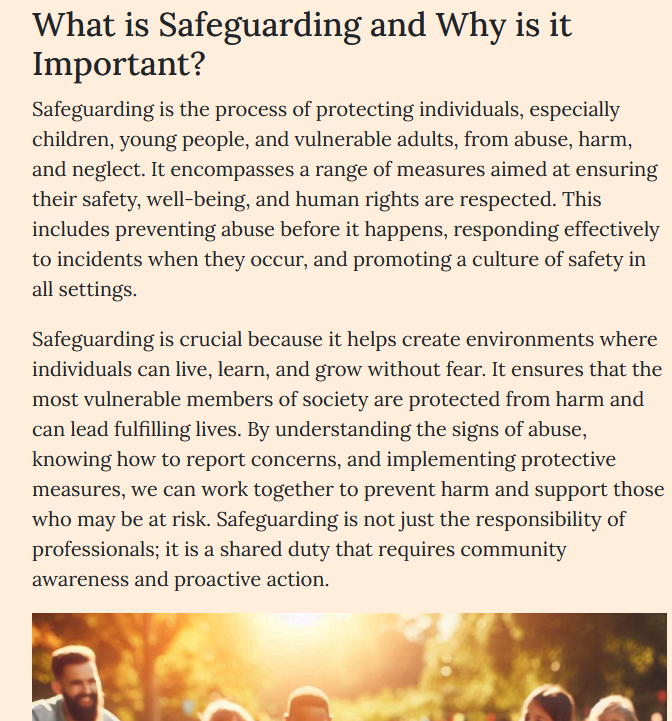 What is Safeguarding and Why is it
Important?
Safeguarding is the process of protecting individuals, especially
children, young people, and vulnerable adults, from abuse, harm,
and neglect. It encompasses a range of measures aimed at ensuring
their safety, well-being, and human rights are respected. This
includes preventing abuse before it happens, responding effectively
to incidents when they occur, and promoting a culture of safety in
all settings.
Safeguarding is crucial because it helps create environments where
individuals can live, learn, and grow without fear. It ensures that the
most vulnerable members of society are protected from harm and
can lead fulfilling lives. By understanding the signs of abuse,
knowing how to report concerns, and implementing protective
measures, we can work together to prevent harm and support those
who may be at risk. Safeguarding is not just the responsibility of
professionals; it is a shared duty that requires community
awareness and proactive action.